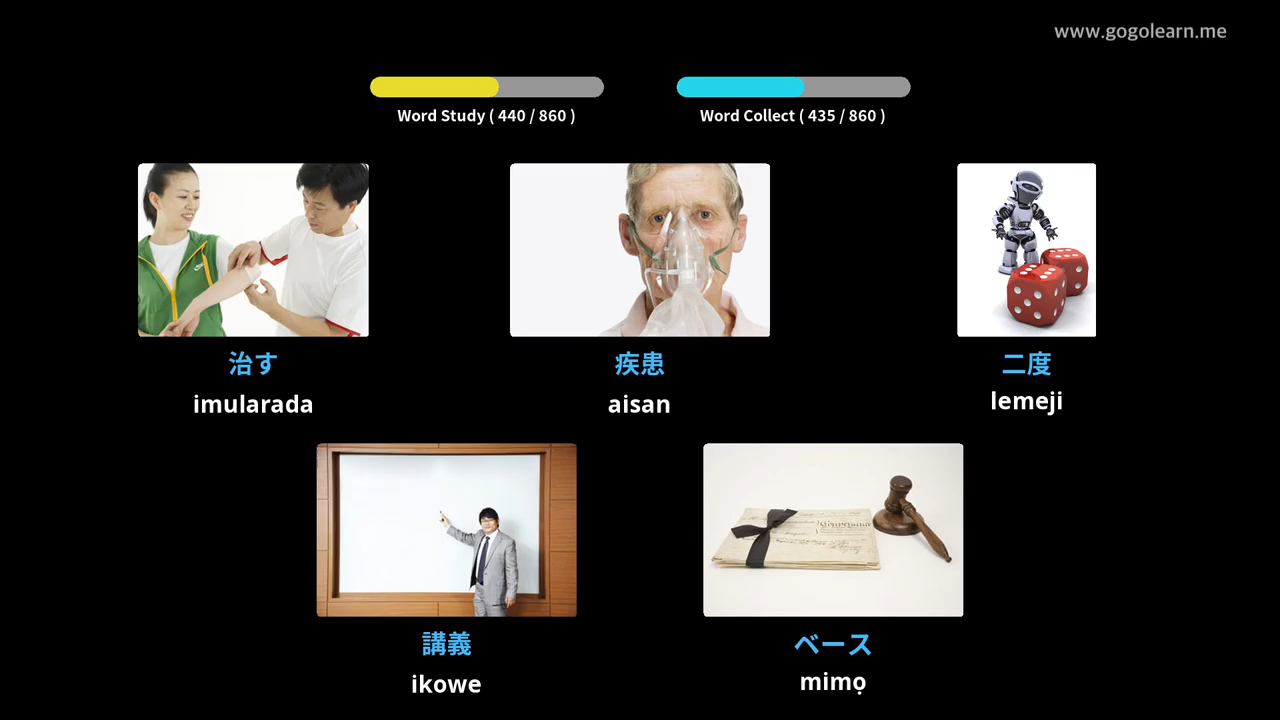 www.gogolearn.me
Word Study ( 440 / 860 )
Word Collect ( 435 / 860 )
治す
imularada
疾患
aisan
二度
lemeji
講義
ikowe
ベース
mimọ